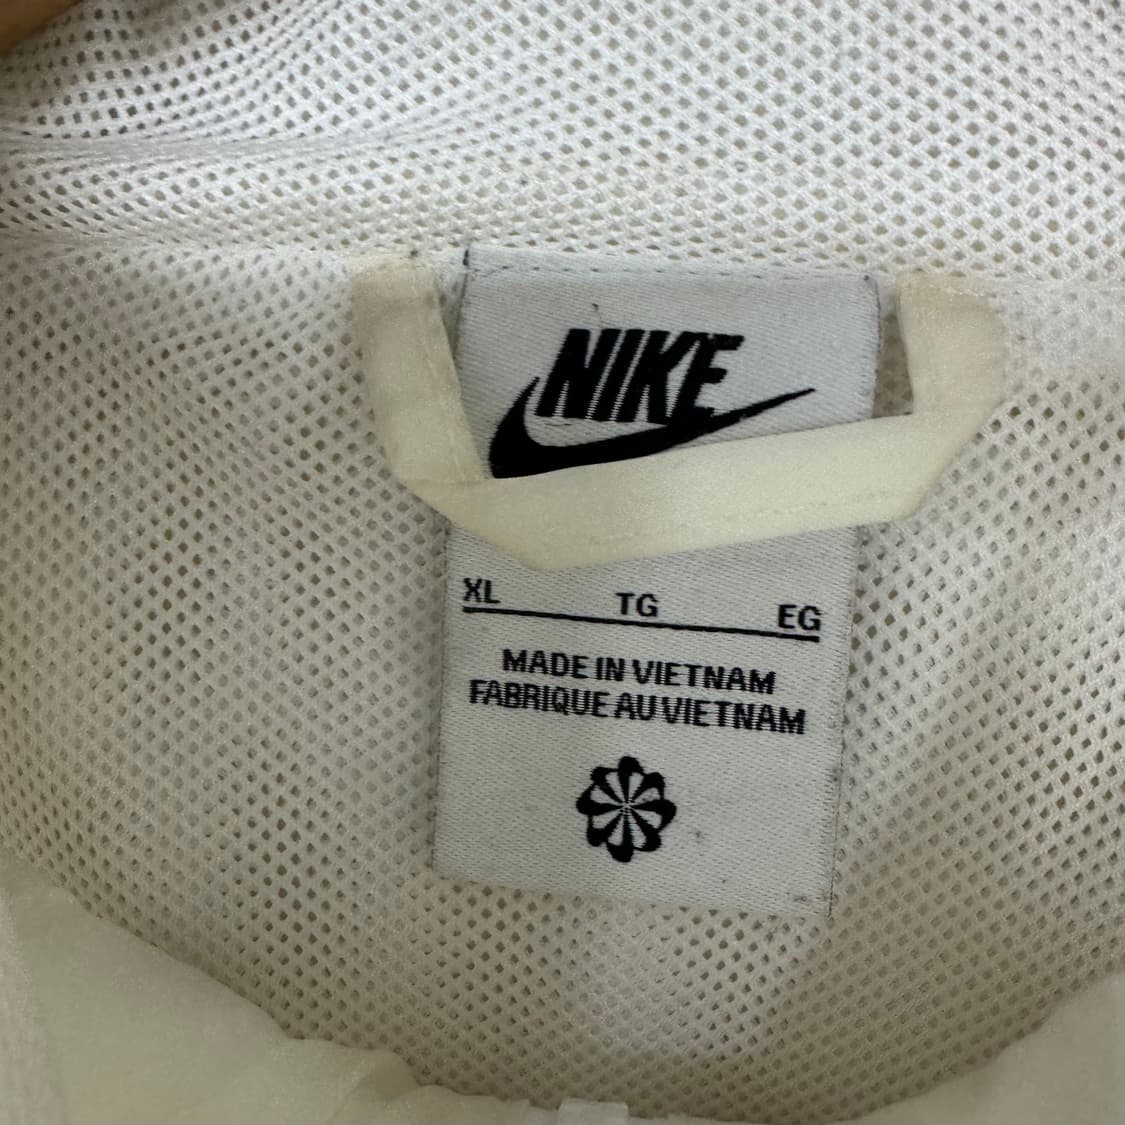 NIKE
XL TG EG
MADE IN VIETNAM
FABRIQUE AU VIETNAM